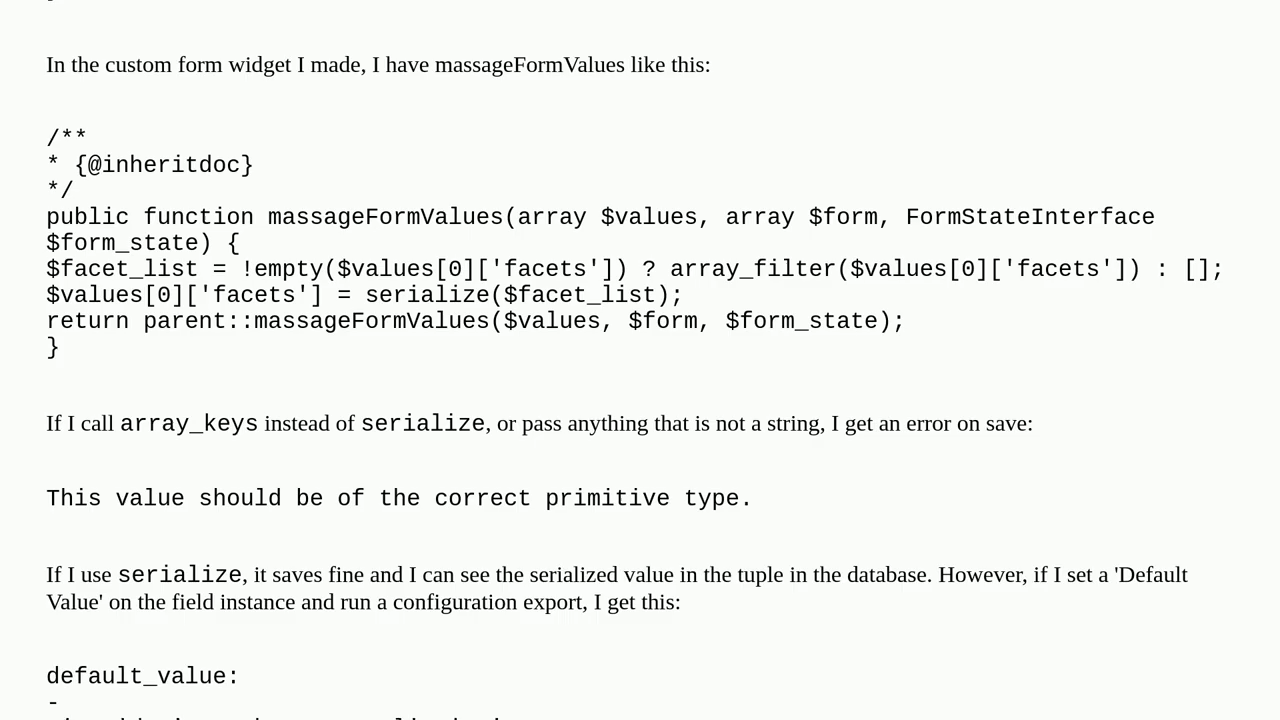 In the custom form widget I made, I have massageFormValues like this:
/**
* {@inheritdoc}
*/
public function massageFormValues(array $values, array $form, FormStateInterface
$form_state) {
$facet_list = !empty($values[0]['facets']) ? array_filter($values[0]['facets']) : [];
$values[0]['facets'] = serialize($facet_list);
return parent::massageFormValues($values, $form, $form_state);
}
If I call array_keys instead of serialize, or pass anything that is not a string, I get an error on save:
This value should be of the correct primitive type.
If I use serialize, it saves fine and I can see the serialized value in the tuple in the database. However, if I set a 'Default
Value' on the field instance and run a configuration export, I get this:
default_value:
-